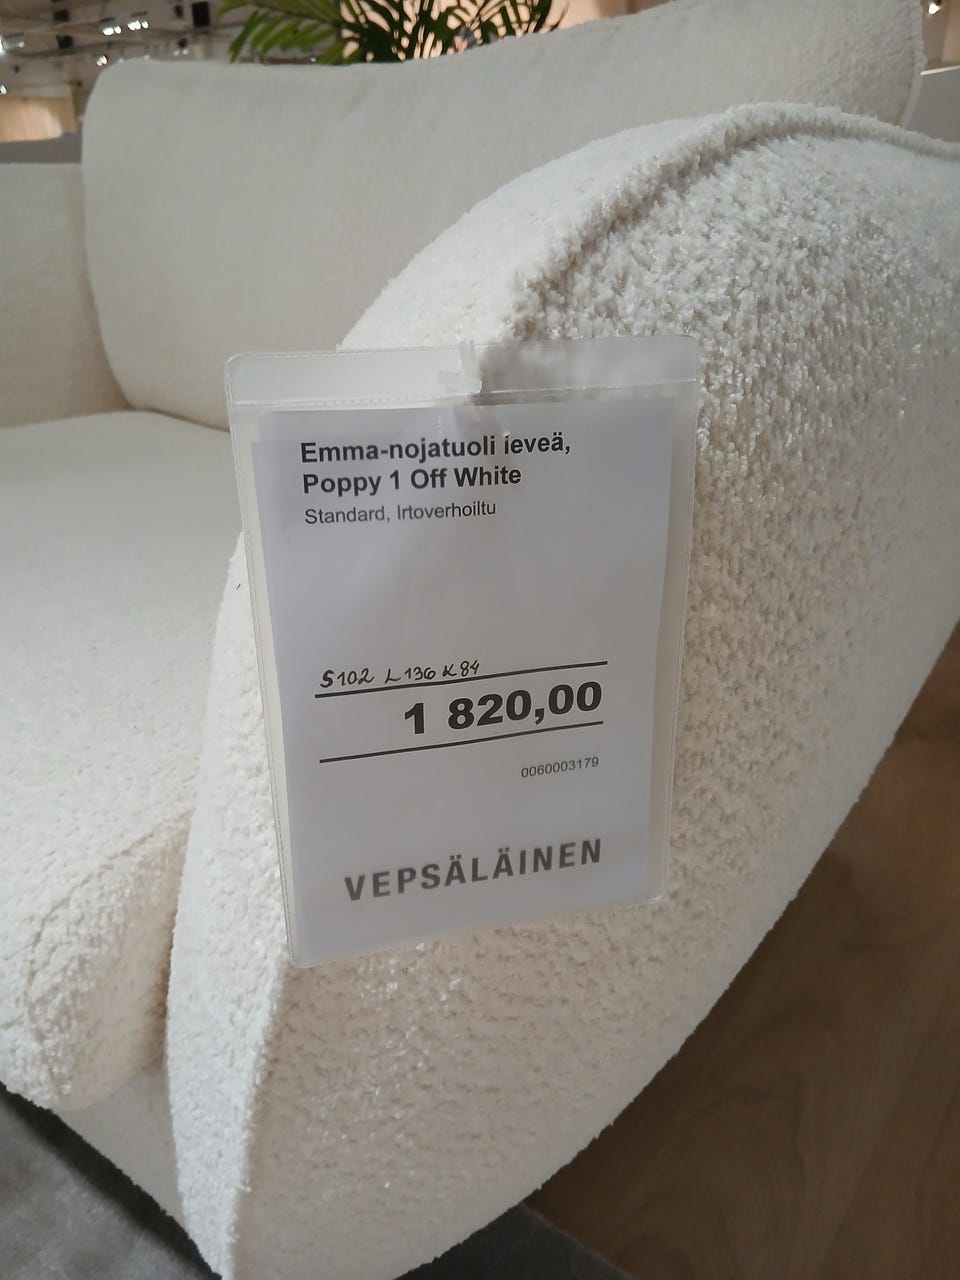 Emma-nojatuoli leveä,
Poppy 1 Off White
Standard, Irtoverhoiltu
S102 L136 K84
1 820,00
0060003179
VEPSÄLÄINEN